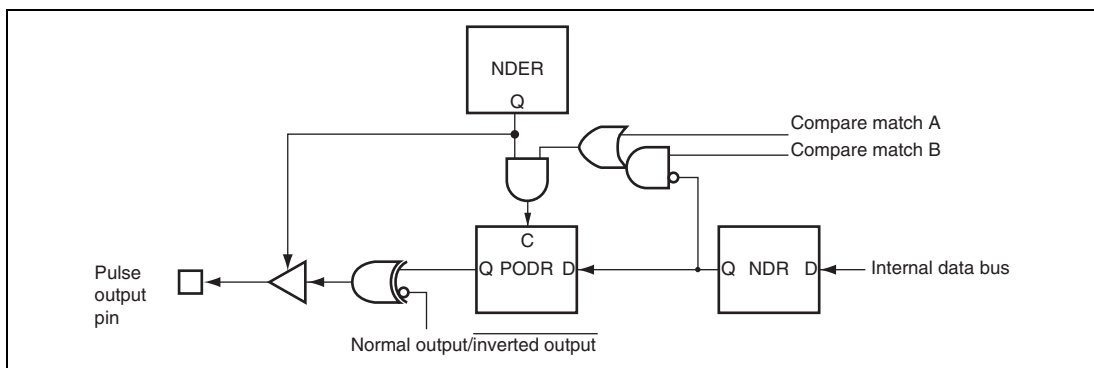 NDER
Q
Compare match A
Compare match B
C
Q PODR D
Q NDR D
Internal data bus
Pulse
output
pin
Normal output/inverted output